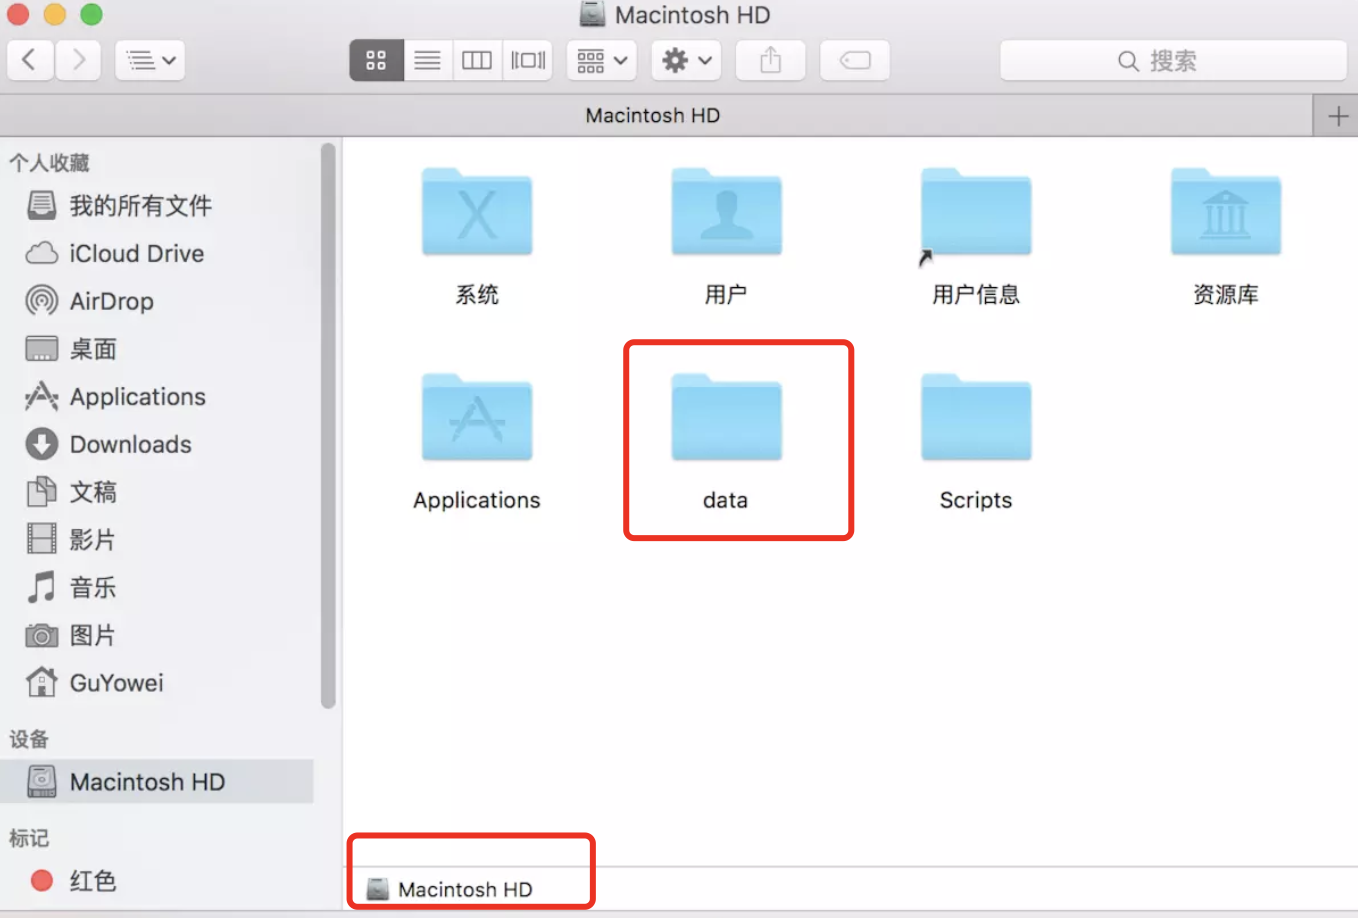 Macintosh HD
搜索
Macintosh HD
个人收藏
我的所有文件
iCloud Drive
AirDrop
桌面
Applications
Downloads
文稿
影片
音乐
图片
GuYowei
设备
Macintosh HD
标记
红色
系统
用户
用户信息
资源库
Applications
data
Scripts
Macintosh HD